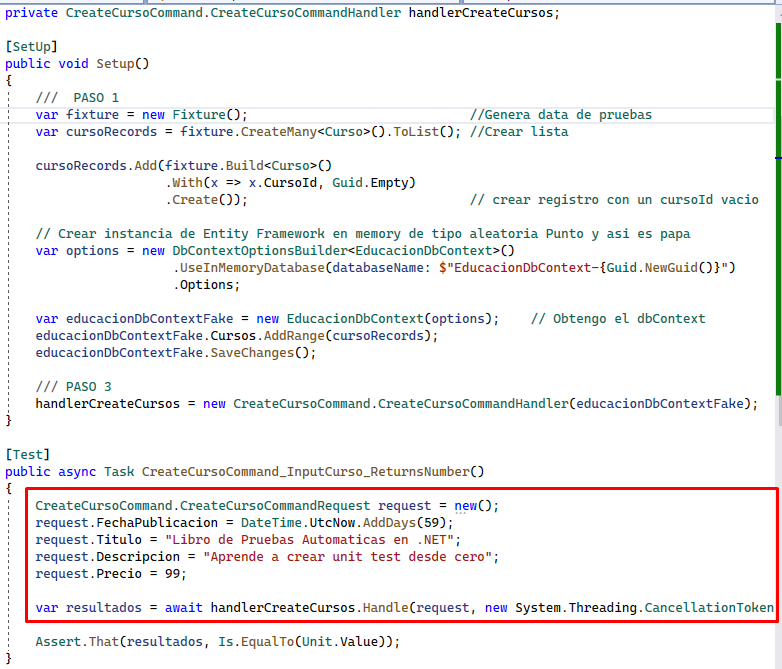 private CreateCursoCommand.CreateCursoCommandHandler handlerCreateCursos;
[SetUp]
public void Setup()
{
/// PASO 1
var fixture = new Fixture(); //Genera data de pruebas
var cursoRecords = fixture.CreateMany<Curso>().ToList(); //Crear lista
cursoRecords.Add(fixture.Build<Curso>()
.With(x => x.CursoId, Guid.Empty)
.Create()); // crear registro con un cursoId vacio
// Crear instancia de Entity Framework en memory de tipo aleatoria Punto y asi es papa
var options = new DbContextOptionsBuilder<EducacionDbContext>()
.UseInMemoryDatabase(databaseName: $"EducacionDbContext-{Guid.NewGuid()}")
.Options;
var educacionDbContextFake = new EducacionDbContext(options); // Obtengo el dbContext
educacionDbContextFake.Cursos.AddRange(cursoRecords);
educacionDbContextFake.SaveChanges();
/// PASO 3
handlerCreateCursos = new CreateCursoCommand.CreateCursoCommandHandler(educacionDbContextFake);
}
[Test]
public async Task CreateCursoCommand_InputCurso_ReturnsNumber()
{
CreateCursoCommand.CreateCursoCommandRequest request = new();
request.FechaPublicacion = DateTime.UtcNow.AddDays(59);
request.Titulo = "Libro de Pruebas Automaticas en .NET";
request.Descripcion = "Aprende a crear unit test desde cero";
request.Precio = 99;
var resultados = await handlerCreateCursos.Handle(request, new System.Threading.CancellationToken
Assert.That(resultados, Is.EqualTo(Unit.Value));
}